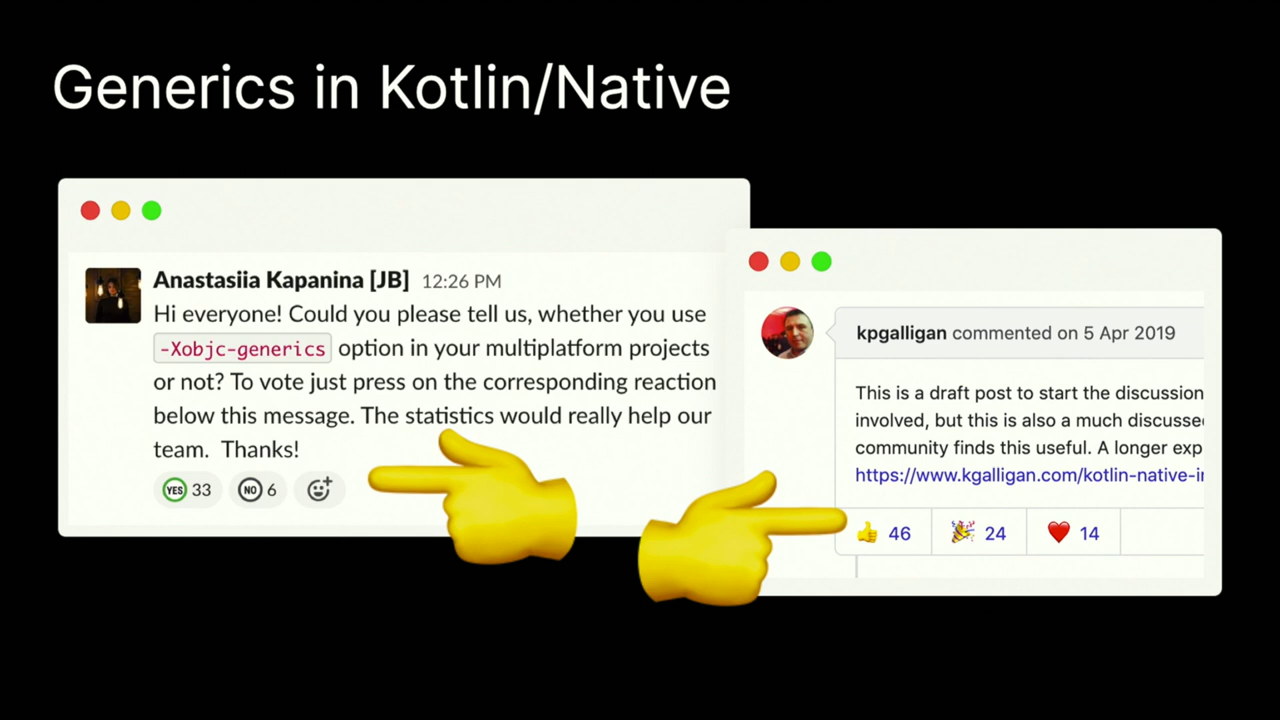 Generics in Kotlin/Native
Anastasiia Kapanina [JB] 12:26 PM
Hi everyone! Could you please tell us, whether you use
-Xobjc-generics option in your multiplatform projects
or not? To vote just press on the corresponding reaction
below this message. The statistics would really help our
team. Thanks!
YES 33 NO 6
kpgalligan commented on 5 Apr 2019
This is a draft post to start the discussion
involved, but this is also a much discusse
community finds this useful. A longer exp
https://www.kgalligan.com/kotlin-native-i
46 24 14